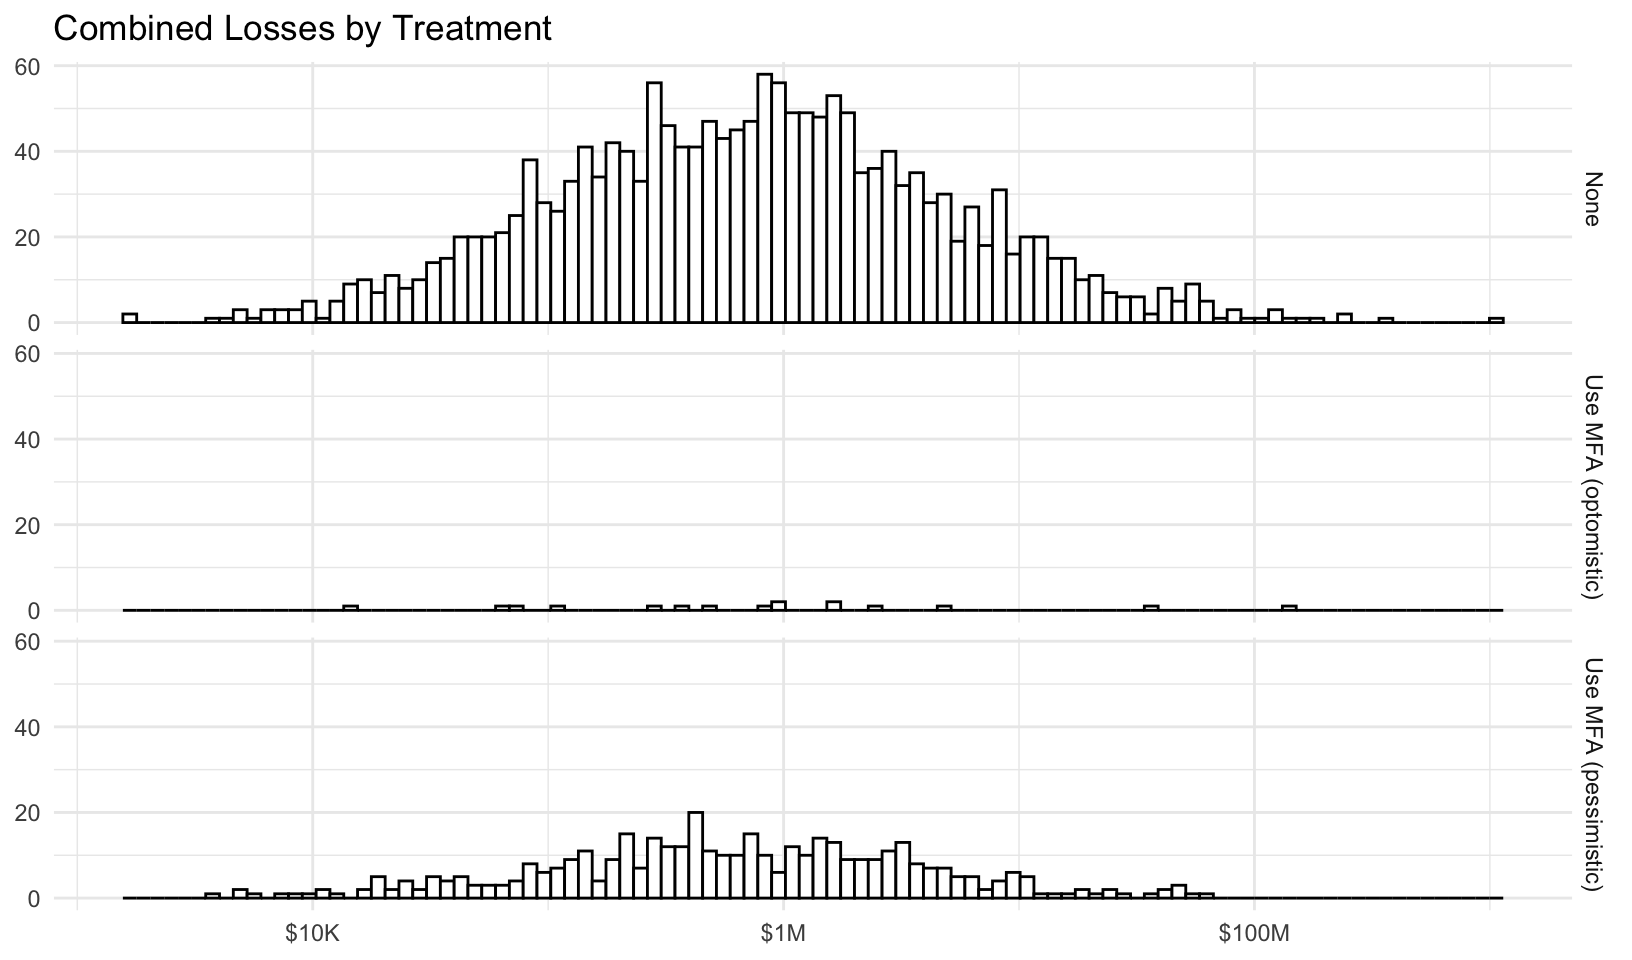 Combined Losses by Treatment
60
40
20
0
None
60
40
20
0
Use MFA (optomistic)
60
40
20
0
Use MFA (pessimistic)
$10K
$1M
$100M